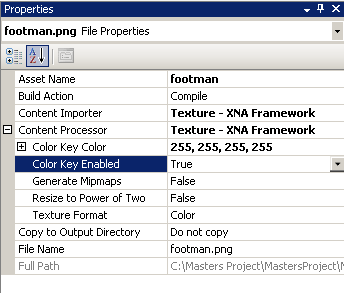 Properties
footman.png File Properties
Asset Name footman
Build Action Compile
Content Importer Texture - XNA Framework
Content Processor Texture - XNA Framework
Color Key Color 255, 255, 255, 255
Color Key Enabled True
Generate Mipmaps False
Resize to Power of Two False
Texture Format Color
Copy to Output Directory Do not copy
File Name footman.png
Full Path C:\Masters Project\MastersProject\M